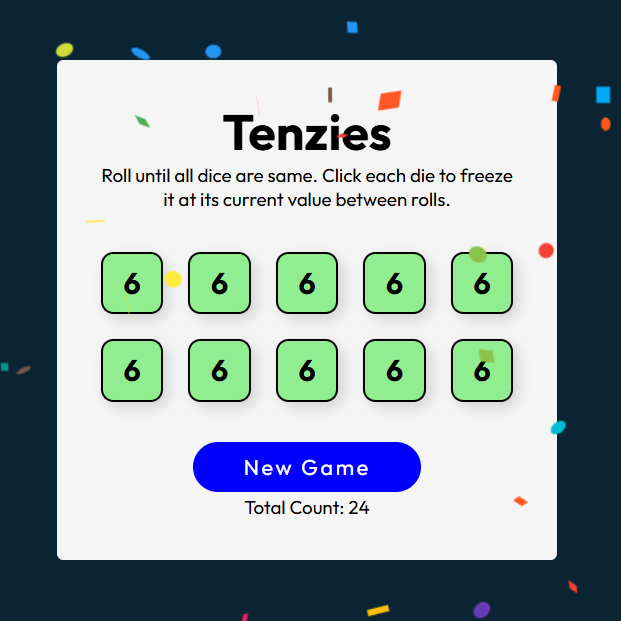 Tenzies
Roll until all dice are same. Click each die to freeze
it at its current value between rolls.
6 6 6 6 6
6 6 6 6 6
New Game
Total Count: 24